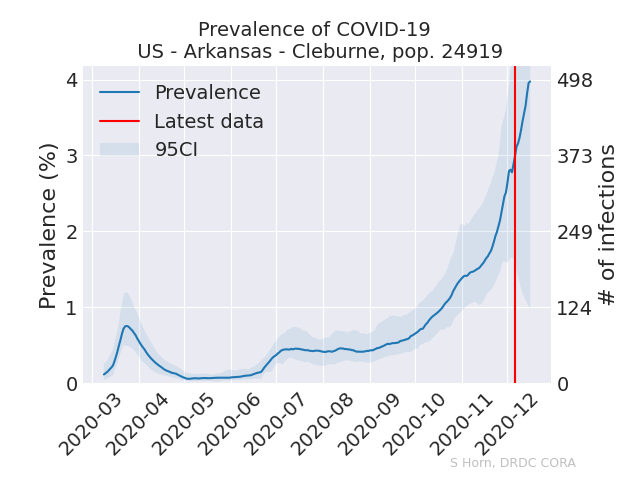 Prevalence of COVID-19
US - Arkansas - Cleburne, pop. 24919
Prevalence
Latest data
95CI
Prevalence (%)
4
3
2
1
0
# of infections
498
373
249
124
0
2020-03
2020-04
2020-05
2020-06
2020-07
2020-08
2020-09
2020-10
2020-11
2020-12
S Horn, DRDC CORA